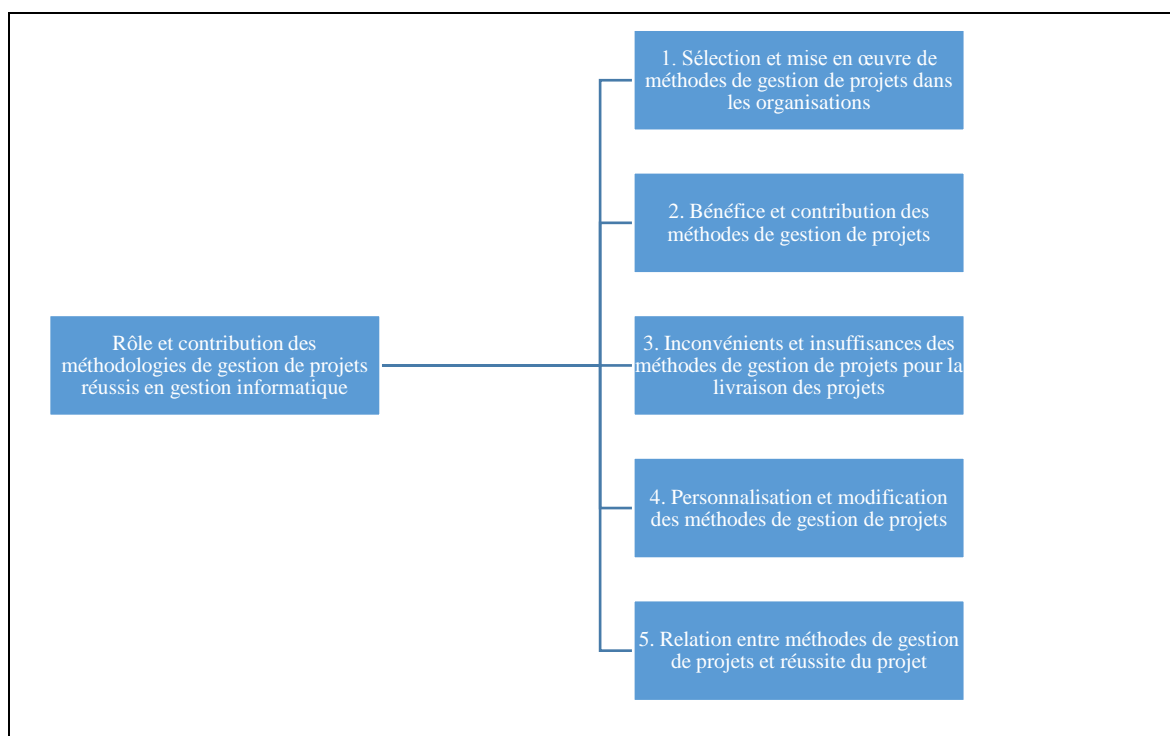 1. Sélection et mise en œuvre de
méthodes de gestion de projets dans
les organisations
2. Bénéfice et contribution des
méthodes de gestion de projets
Rôle et contribution des
méthodologies de gestion de projets
réussis en gestion informatique
3. Inconvénients et insuffisances des
méthodes de gestion de projets pour la
livraison des projets
4. Personnalisation et modification
des méthodes de gestion de projets
5. Relation entre méthodes de gestion
de projets et réussite du projet